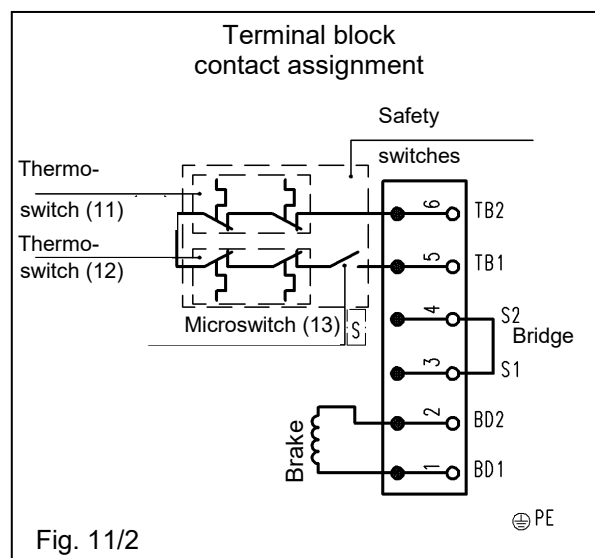 Terminal block
contact assignment
Safety
switches
Thermo-
switch (11)
Thermo-
switch (12)
Microswitch (13)
S
6
TB2
5
TB1
4
S2
Bridge
3
S1
2
BD2
1
BD1
Brake
PE
Fig. 11/2